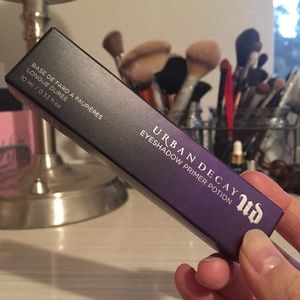 BASE DE FARD À PAUPIÈRES
LONGUE DURÉE
10 ml / 0.33 fl oz
URBAN DECAY
EYESHADOW PRIMER POTION
UD